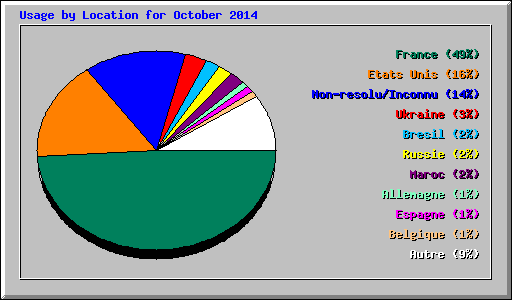 Usage by Location for October 2014
France (49%)
Etats Unis (16%)
Non-resolu/Inconnu (14%)
Ukraine (3%)
Bresil (2%)
Russie (2%)
Maroc (2%)
Allemagne (1%)
Espagne (1%)
Belgique (1%)
Autre (9%)